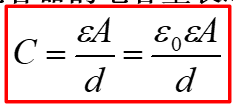 C = εA/d = ε₀εA/d